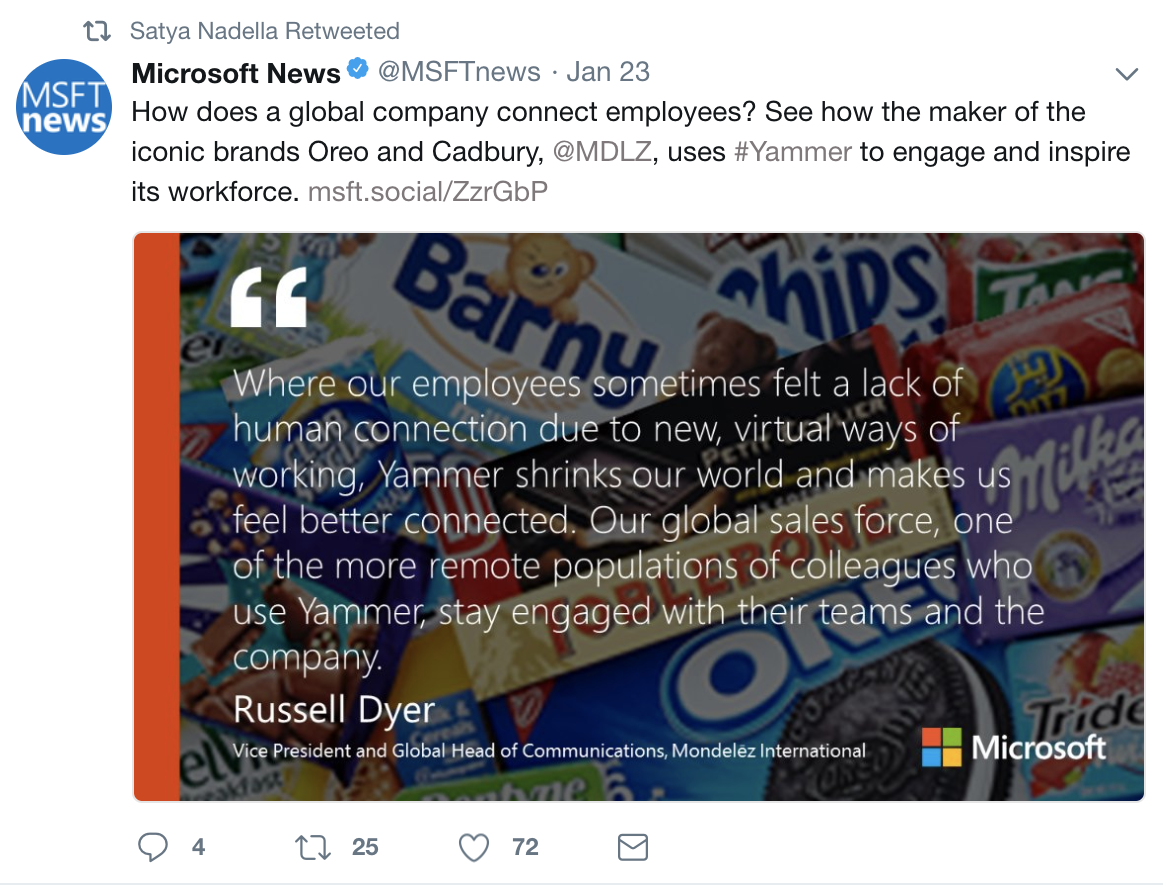 Satya Nadella Retweeted
MSFT
news
Microsoft News @MSFTnews · Jan 23
How does a global company connect employees? See how the maker of the
iconic brands Oreo and Cadbury, @MDLZ, uses #Yammer to engage and inspire
its workforce. msft.social/ZzrGbP
Barny
Chips
TANG
“
Where our employees sometimes felt a lack of
human connection due to new, virtual ways of
working, Yammer shrinks our world and makes us
feel better connected. Our global sales force, one
of the more remote populations of colleagues who
use Yammer, stay engaged with their teams and the
company.
Milka
TOBLERONE
OREO
Russell Dyer
Vice President and Global Head of Communications, Mondelēz International
Microsoft
Dentyne
4 25 72